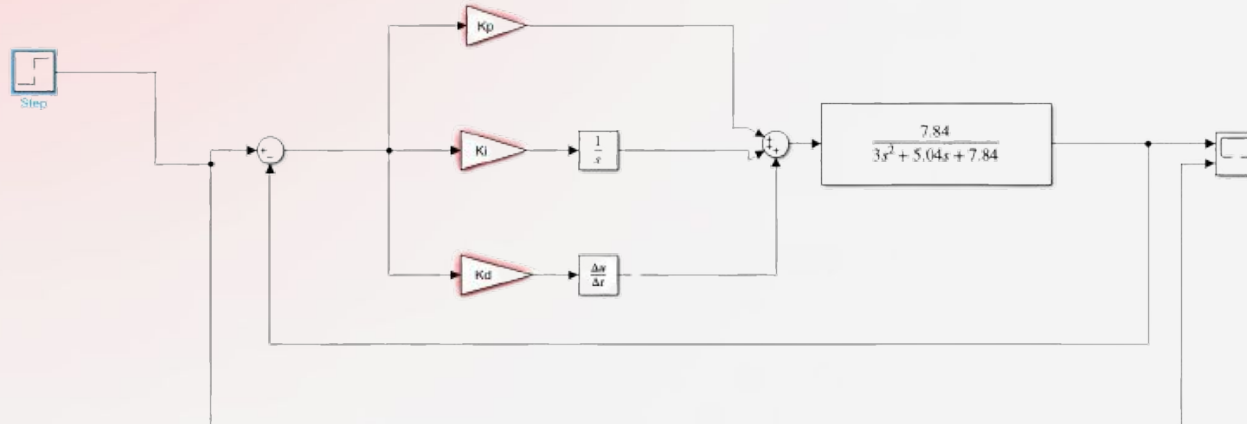 Kp
Step
Ki
1
s
Kd
Δu
Δt
7.84
3s² + 5.04s + 7.84